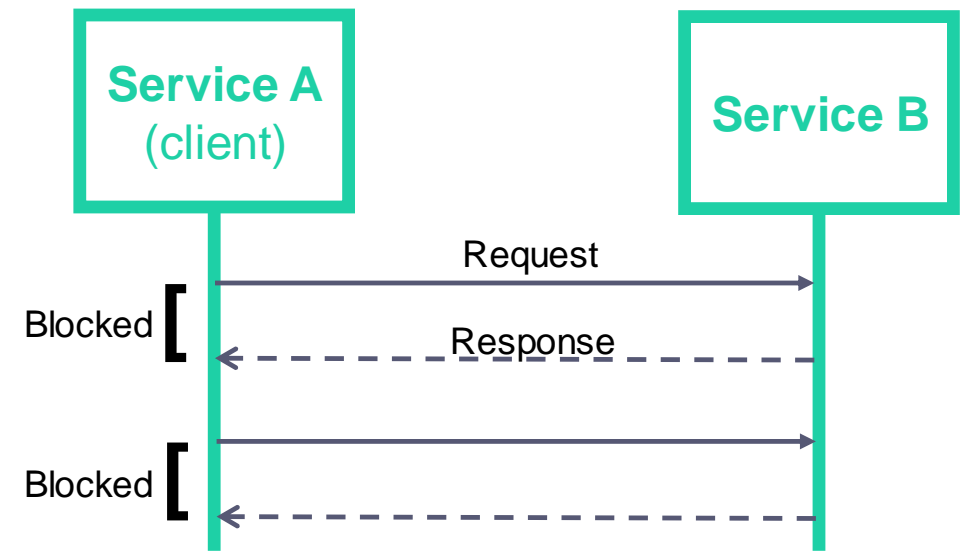 Service A
(client)
Service B
Request
Blocked
Response
Blocked